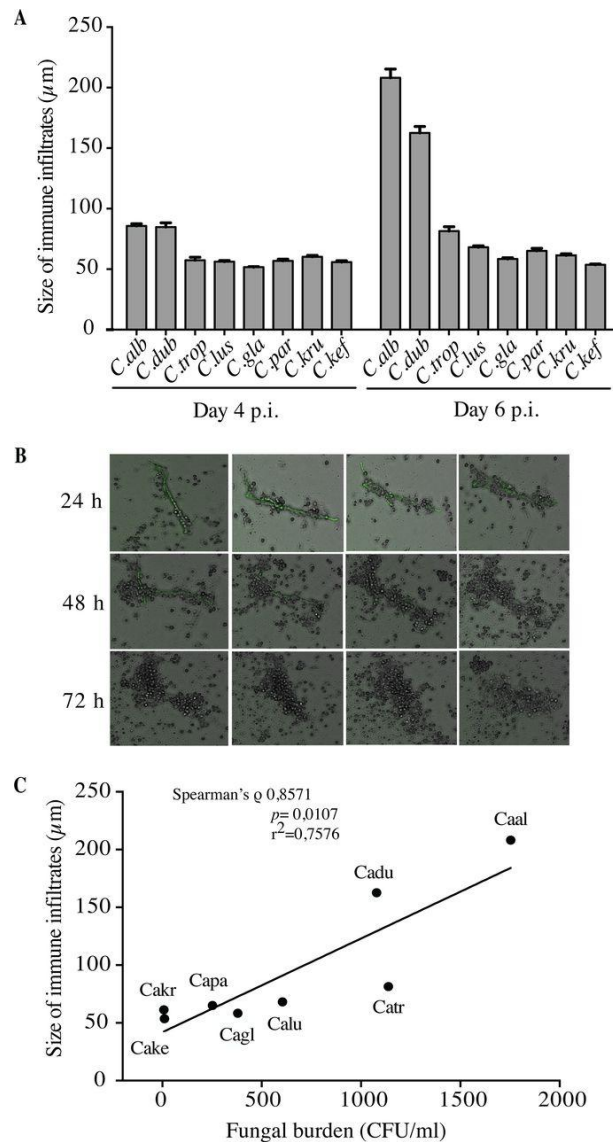 A
Size of immune infiltrates (µm)
250
200
150
100
50
0
C.alb
C.dub
C.trop
C.lus
C.gla
C.par
C.kru
C.kef
C.alb
C.dub
C.trop
C.lus
C.gla
C.par
C.kru
C.kef
Day 4 p.i.
Day 6 p.i.
B
24 h
48 h
72 h
C
Size of immune infiltrates (µm)
250
200
150
100
50
0
Spearman's ϱ 0,8571
p= 0,0107
r²=0,7576
Caal
Cadu
Cakr
Capa
Catr
Cake
Cagl
Calu
0
500
1000
1500
2000
Fungal burden (CFU/ml)